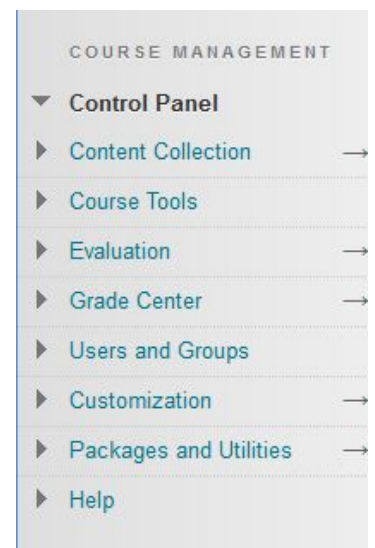 COURSE MANAGEMENT
Control Panel
Content Collection
Course Tools
Evaluation
Grade Center
Users and Groups
Customization
Packages and Utilities
Help